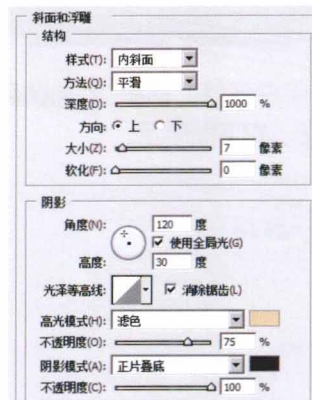 斜面和浮雕
结构
样式(T): 内斜面
方法(Q): 平滑
深度(D): 1000 %
方向: 上 下
大小(Z): 7 像素
软化(F): 0 像素
阴影
角度(N): 120 度
使用全局光(G)
高度: 30 度
光泽等高线: 消除锯齿(L)
高光模式(H): 滤色
不透明度(O): 75 %
阴影模式(A): 正片叠底
不透明度(C): 100 %